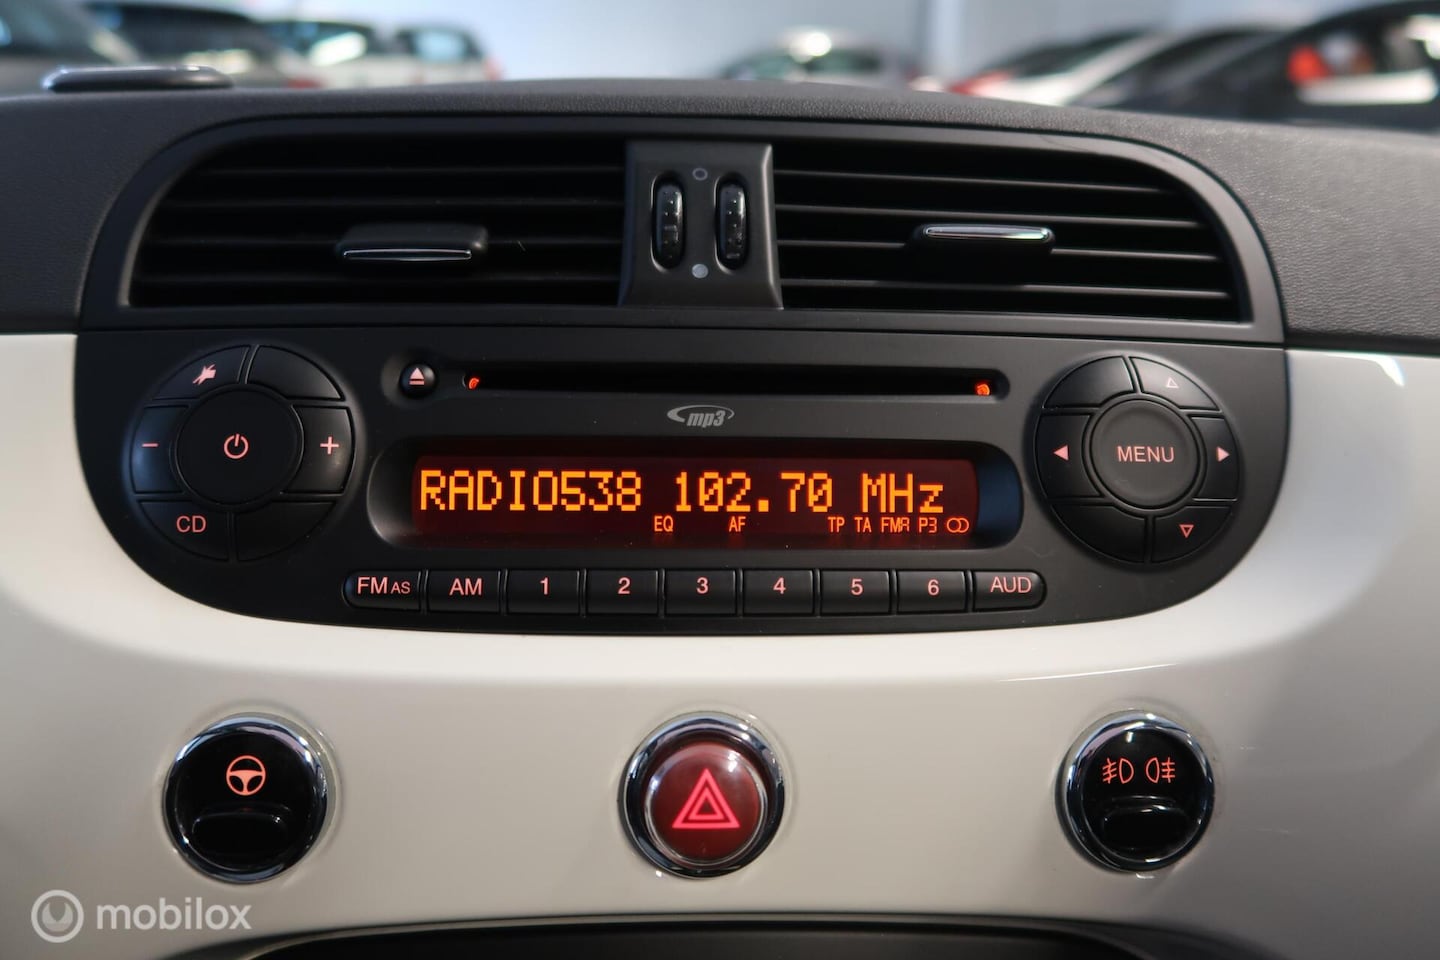 mp3
- +
MENU
RADIO538 102.70 MHz
EQ AF TP TA FMA P3
CD
FM AS AM 1 2 3 4 5 6 AUD
mobilox